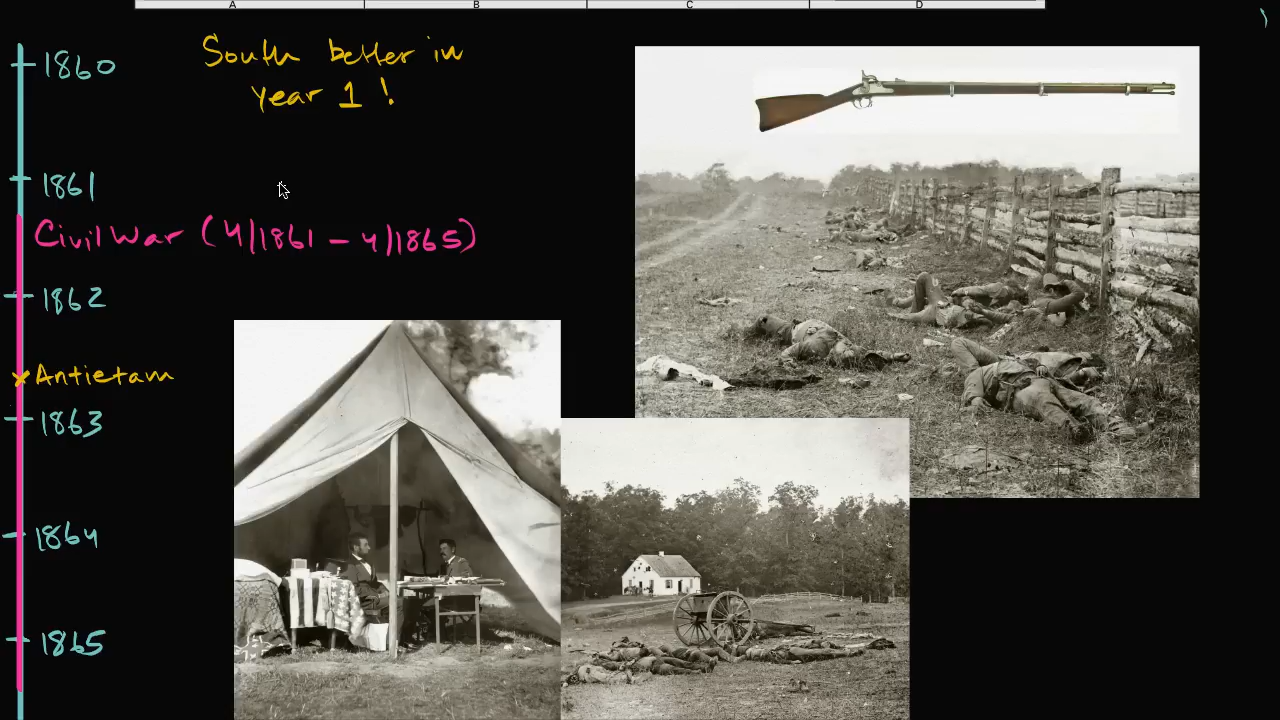 A B C D
South better in
year 1 !
1860
1861
Civil War (4/1861 – 4/1865)
1862
Antietam
1863
1864
1865